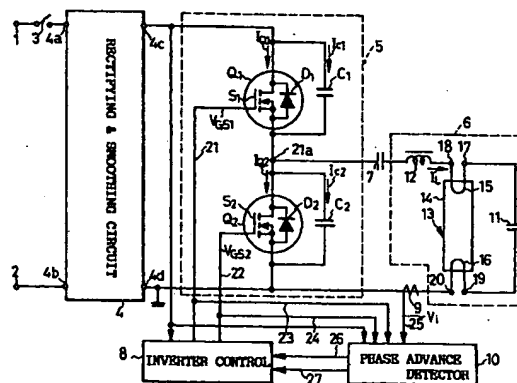 1
3
4a
4c
RECTIFYING & SMOOTHING CIRCUIT
2
4b
4d
4
5
IQ1
Ic1
Q1
D1
S1
C1
VGS1
21
21a
IQ2
Ic2
S2
D2
C2
Q2
VGS2
22
6
7
12
18
17
14
15
13
11
16
20
19
9
25
Vi
23
24
8
INVERTER CONTROL
26
27
PHASE ADVANCE
DETECTOR
10